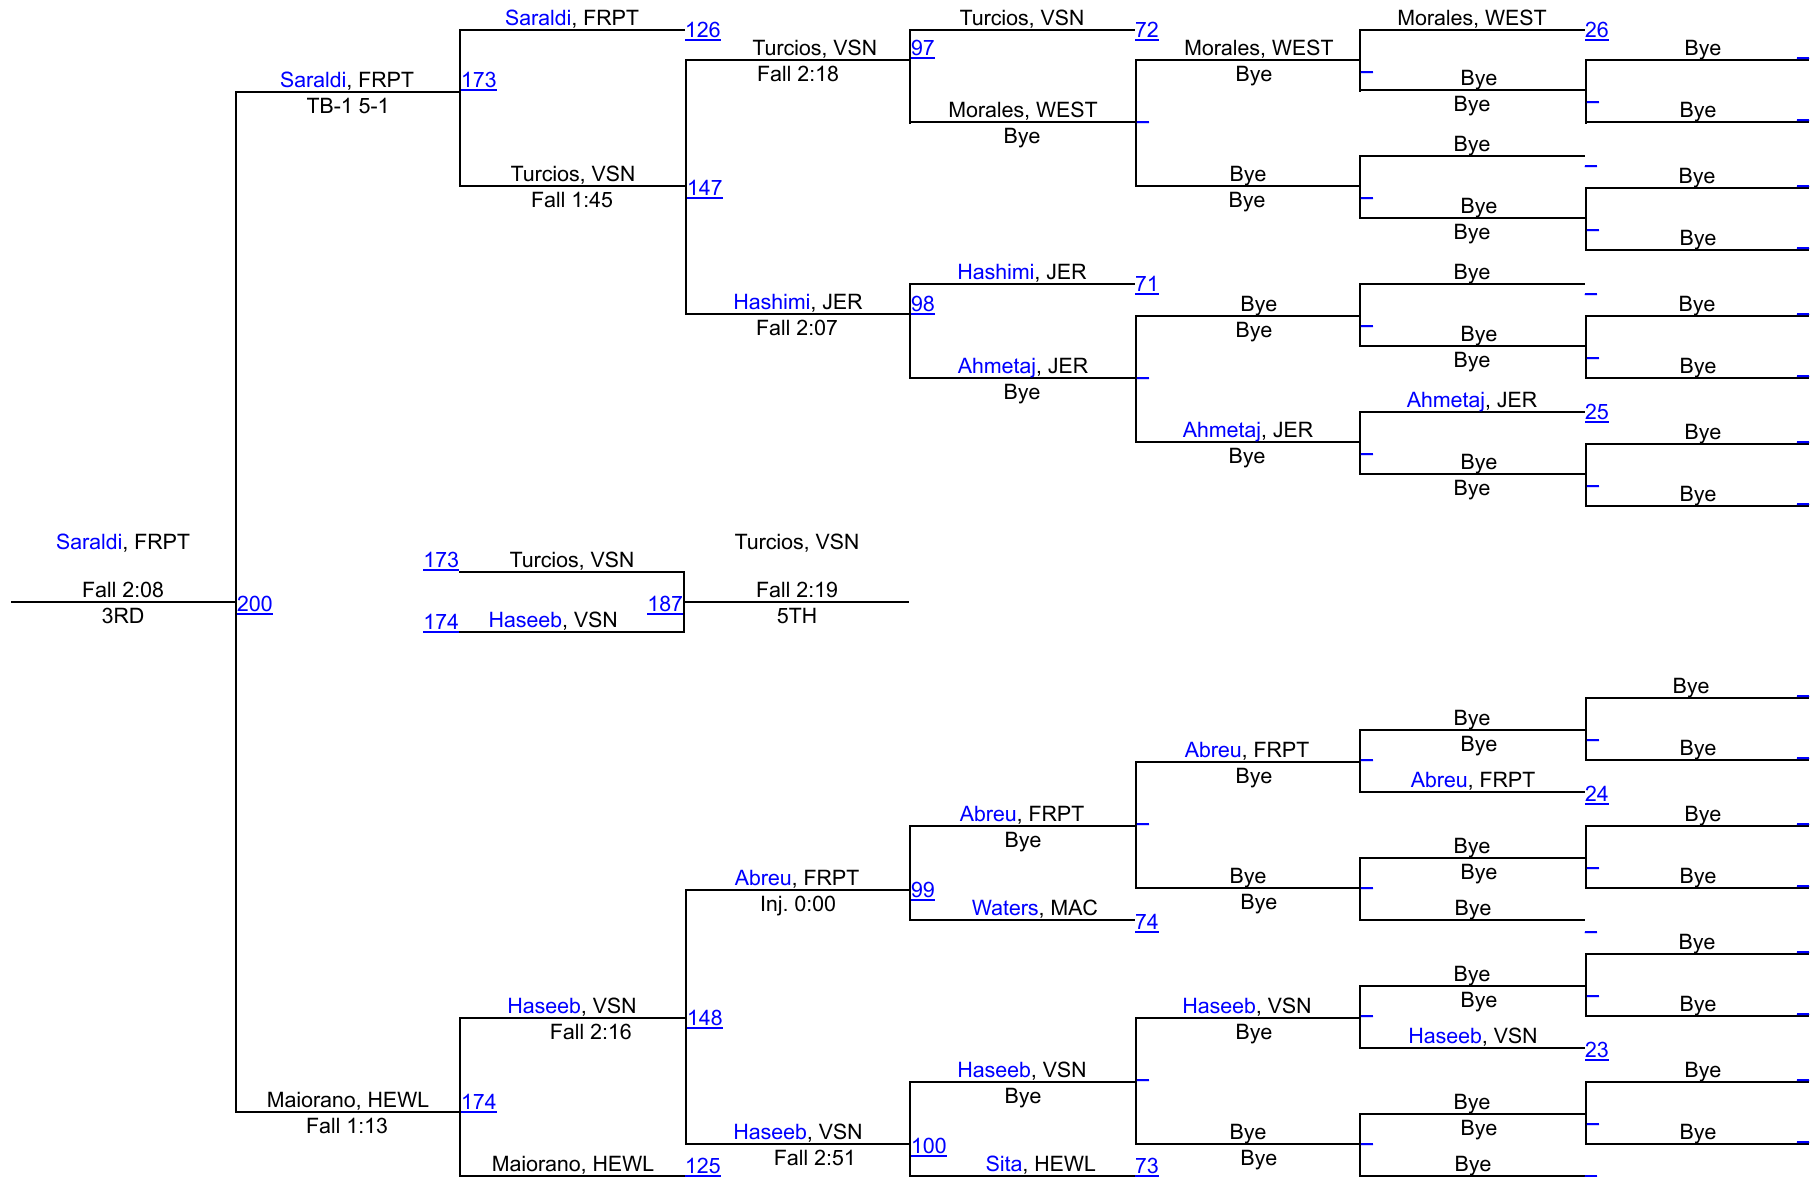 Saraldi, FRPT
126
Turcios, VSN
72
Morales, WEST
26
Turcios, VSN
97
Morales, WEST
Bye
Fall 2:18
Bye
Saraldi, FRPT
173
Bye
TB-1 5-1
Morales, WEST
Bye
Bye
Bye
Bye
Turcios, VSN
147
Bye
Bye
Fall 1:45
Bye
Bye
Bye
Bye
Hashimi, JER
71
Bye
Hashimi, JER
98
Bye
Bye
Fall 2:07
Bye
Bye
Ahmetaj, JER
Bye
Bye
Bye
Ahmetaj, JER
25
Ahmetaj, JER
Bye
Bye
Bye
Bye
Bye
Saraldi, FRPT
Turcios, VSN
173
Turcios, VSN
Fall 2:08
200
187
Fall 2:19
3RD
174
Haseeb, VSN
5TH
Bye
Bye
Abreu, FRPT
Bye
Bye
Bye
Abreu, FRPT
24
Abreu, FRPT
Bye
Bye
Bye
Abreu, FRPT
99
Bye
Bye
Bye
Inj. 0:00
Waters, MAC
74
Bye
Bye
Bye
Bye
Haseeb, VSN
148
Haseeb, VSN
Bye
Bye
Fall 2:16
Bye
Haseeb, VSN
23
Haseeb, VSN
Bye
Bye
Maiorano, HEWL
174
Bye
Fall 1:13
Haseeb, VSN
100
Bye
Bye
Bye
Fall 2:51
Bye
Maiorano, HEWL
125
Sita, HEWL
73
Bye